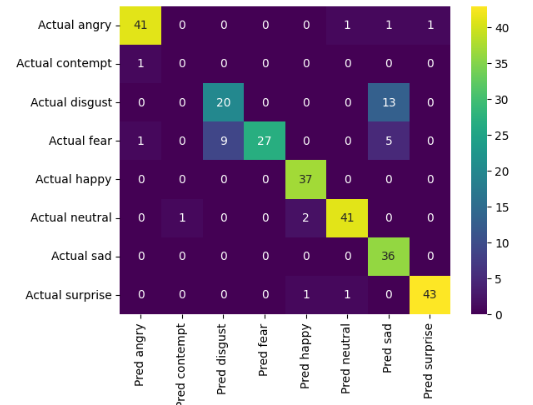 Actual angry 41 0 0 0 0 1 1 1
Actual contempt 1 0 0 0 0 0 0 0
Actual disgust 0 0 20 0 0 0 13 0
Actual fear 1 0 9 27 0 0 5 0
Actual happy 0 0 0 0 37 0 0 0
Actual neutral 0 1 0 0 2 41 0 0
Actual sad 0 0 0 0 0 0 36 0
Actual surprise 0 0 0 0 1 1 0 43
Pred angry
Pred contempt
Pred disgust
Pred fear
Pred happy
Pred neutral
Pred sad
Pred surprise
40
35
30
25
20
15
10
5
0